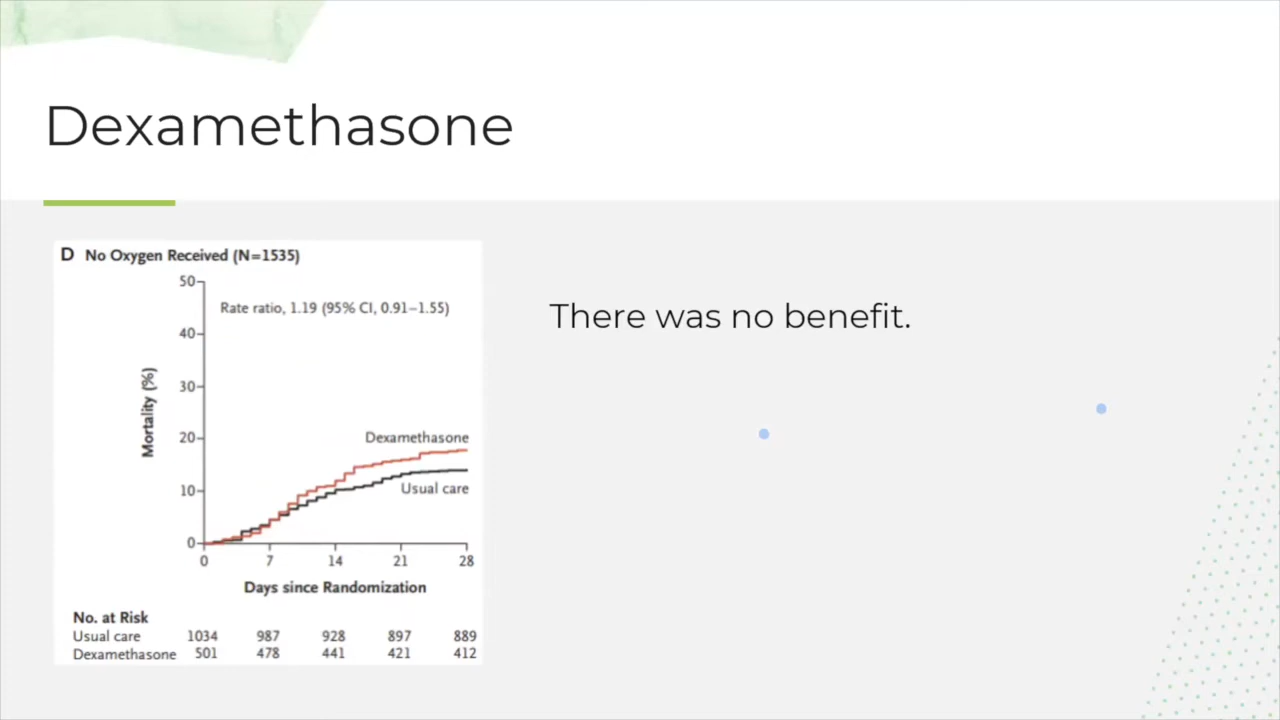 Dexamethasone
D No Oxygen Received (N=1535)
50
Rate ratio, 1.19 (95% CI, 0.91–1.55)
40
30
20
10
0
Mortality (%)
Dexamethasone
Usual care
0 7 14 21 28
Days since Randomization
No. at Risk
Usual care 1034 987 928 897 889
Dexamethasone 501 478 441 421 412
There was no benefit.